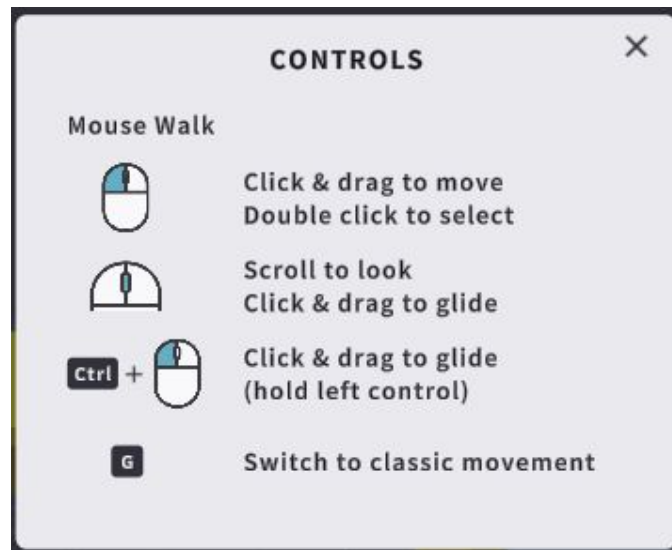 CONTROLS
Mouse Walk
Click & drag to move
Double click to select
Scroll to look
Click & drag to glide
Ctrl + Click & drag to glide
(hold left control)
G Switch to classic movement